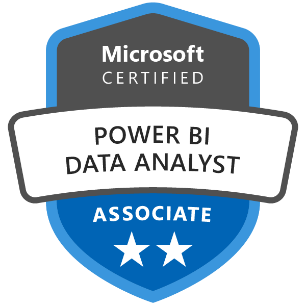 Microsoft
CERTIFIED
POWER BI
DATA ANALYST
ASSOCIATE